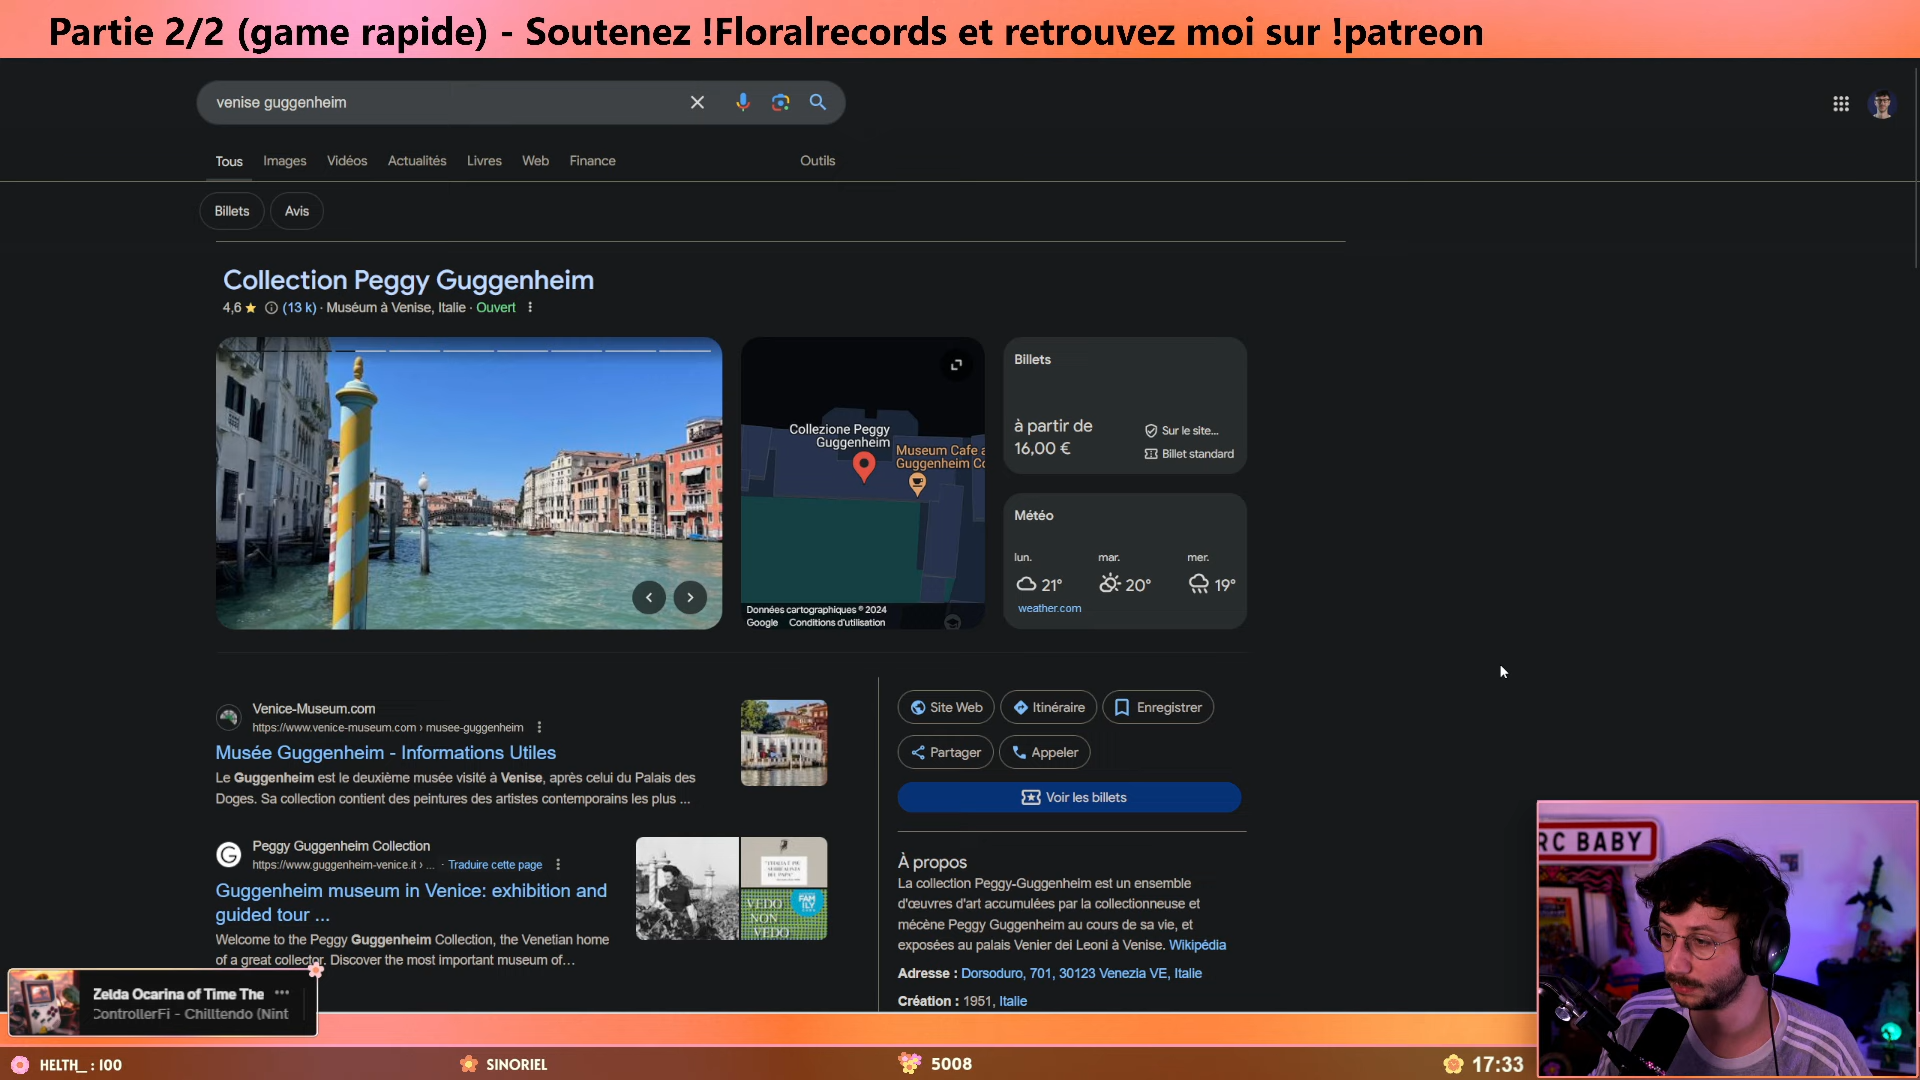 Partie 2/2 (game rapide) - Soutenez !Floralrecords et retrouvez moi sur !patreon
venise guggenheim
Tous Images Vidéos Actualités Livres Web Finance Outils
Billets Avis
Collection Peggy Guggenheim
4,6 (13 k) · Muséum à Venise, Italie · Ouvert
Collezione Peggy
Guggenheim
Museum Cafe
Guggenheim
Données cartographiques © 2024
Google Conditions d'utilisation
Billets
à partir de
16,00 €
Sur le site...
Billet standard
Météo
lun. mar. mer.
21° 20° 19°
weather.com
Venice-Museum.com
https://www.venice-museum.com › musee-guggenheim
Musée Guggenheim - Informations Utiles
Le Guggenheim est le deuxième musée visité à Venise, après celui du Palais des
Doges. Sa collection contient des peintures des artistes contemporains les plus ...
Peggy Guggenheim Collection
https://www.guggenheim-venice.it › ... · Traduire cette page
Guggenheim museum in Venice: exhibition and
guided tour ...
Welcome to the Peggy Guggenheim Collection, the Venetian home
of a great collector. Discover the most important museum of...
VEDO
NON
VEDO
FAM
ILY
Site Web Itinéraire Enregistrer
Partager Appeler
Voir les billets
À propos
La collection Peggy-Guggenheim est un ensemble
d'œuvres d'art accumulées par la collectionneuse et
mécène Peggy Guggenheim au cours de sa vie, et
exposées au palais Venier dei Leoni à Venise. Wikipédia
Adresse : Dorsoduro, 701, 30123 Venezia VE, Italie
Création : 1951, Italie
RC BABY
Zelda Ocarina of Time The
ControllerFi - Chilltendo (Nint
HELTH_ : 100
SINORIEL
5008
17:33